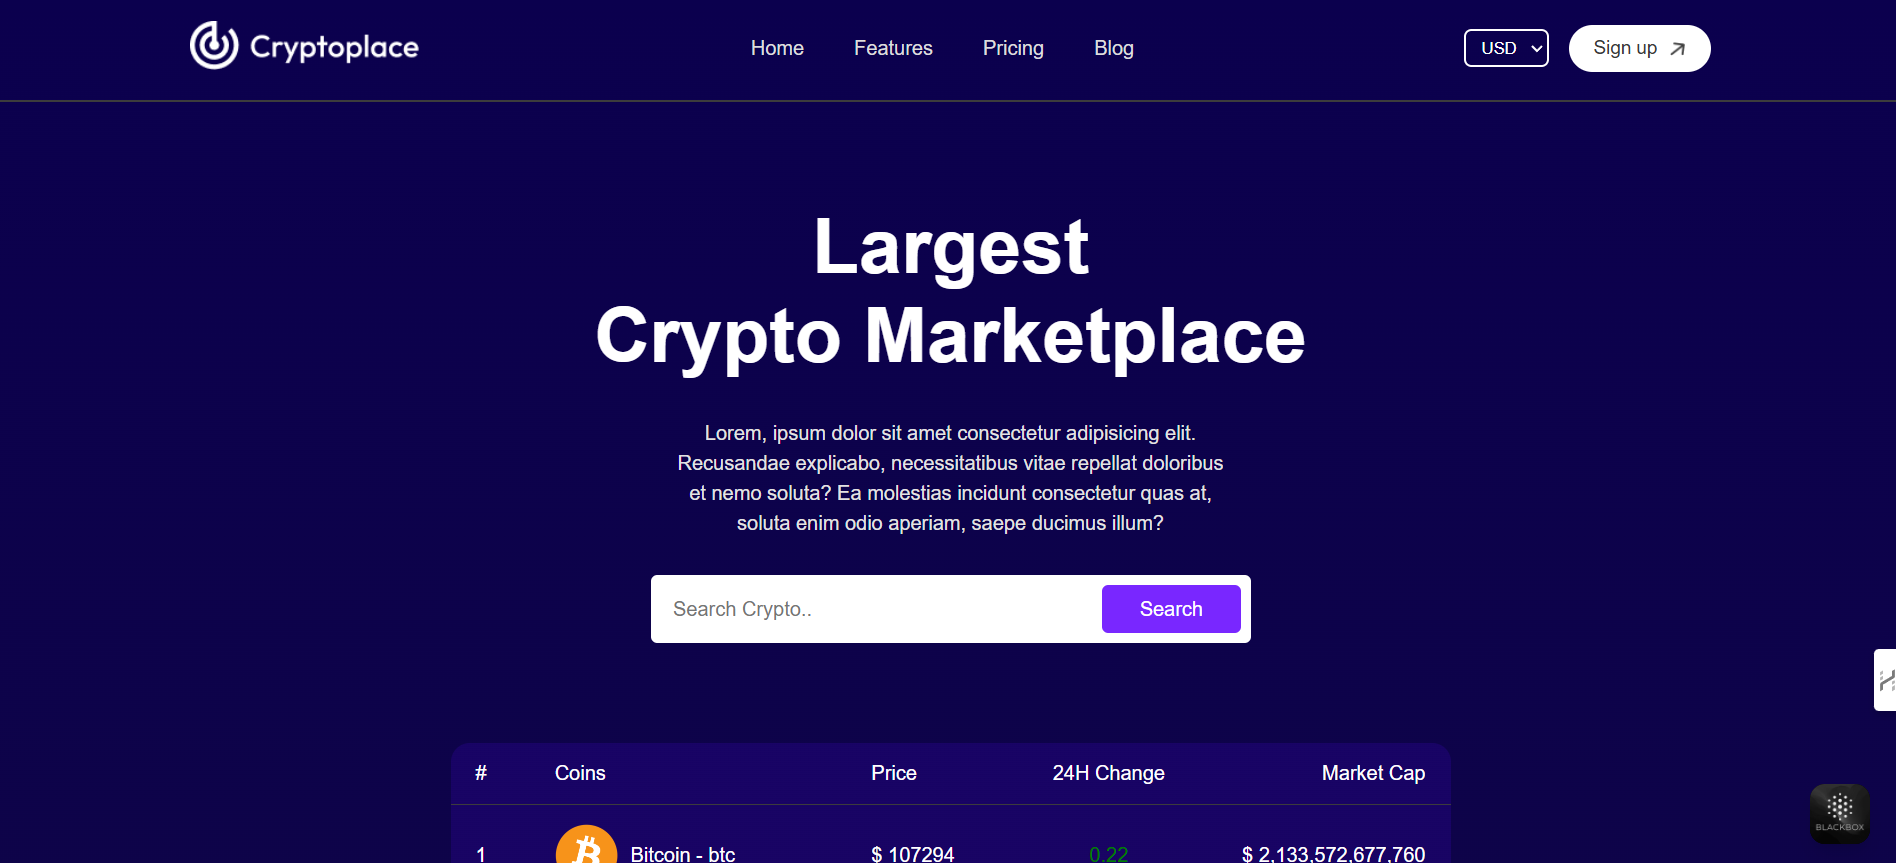 Cryptoplace
Home Features Pricing Blog
USD
Sign up
Largest
Crypto Marketplace
Lorem, ipsum dolor sit amet consectetur adipisicing elit.
Recusandae explicabo, necessitatibus vitae repellat doloribus
et nemo soluta? Ea molestias incidunt consectetur quas at,
soluta enim odio aperiam, saepe ducimus illum?
Search Crypto..
Search
# Coins Price 24H Change Market Cap
1 Bitcoin - btc $ 107294 0.22 $ 2,133,572,677,760
BLACKBOX